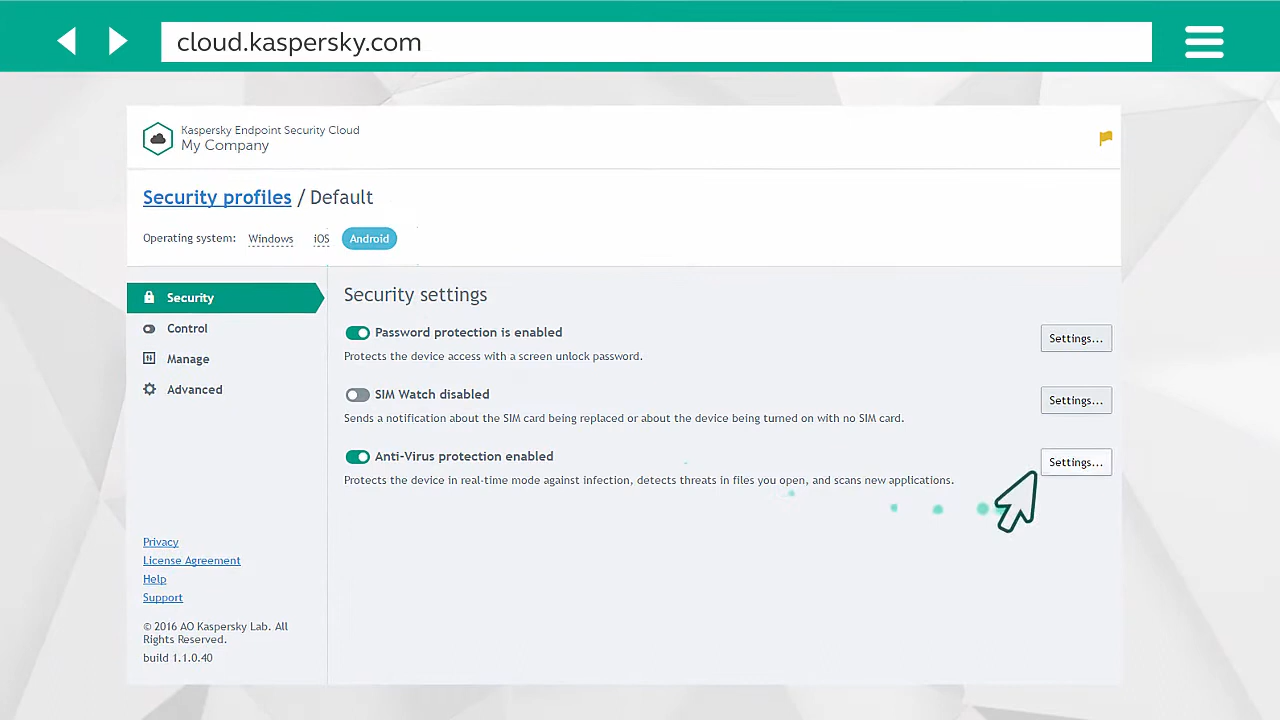 cloud.kaspersky.com
Kaspersky Endpoint Security Cloud
My Company
Security profiles / Default
Operating system: Windows iOS Android
Security
Control
Manage
Advanced
Security settings
Password protection is enabled
Protects the device access with a screen unlock password.
Settings...
SIM Watch disabled
Sends a notification about the SIM card being replaced or about the device being turned on with no SIM card.
Settings...
Anti-Virus protection enabled
Protects the device in real-time mode against infection, detects threats in files you open, and scans new applications.
Settings...
Privacy
License Agreement
Help
Support
© 2016 AO Kaspersky Lab. All
Rights Reserved.
build 1.1.0.40